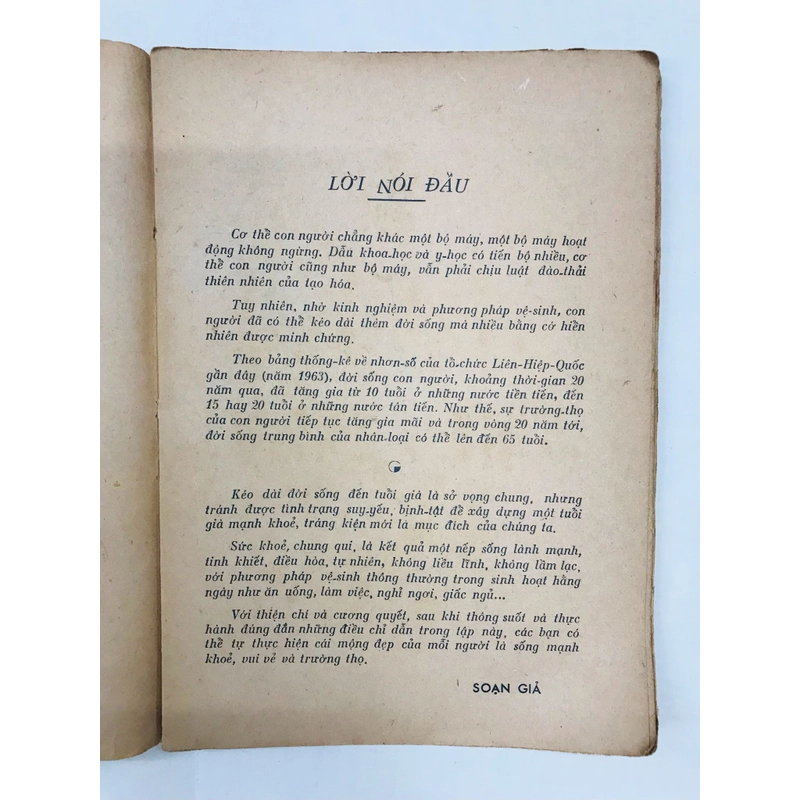 LỜI NÓI ĐẦU
Cơ thể con người chẳng khác một bộ máy, một bộ máy hoạt
động không ngừng. Dẫu khoa-học và y-học có tiến bộ nhiều, cơ
thể con người cũng như bộ máy, vẫn phải chịu luật đào-thải
thiên nhiên của tạo hóa.
Tuy nhiên, nhờ kinh nghiệm và phương pháp vệ-sinh, con
người đã có thể kéo dài thêm đời sống mà nhiều bằng cớ hiển
nhiên được minh chứng.
Theo bảng thống-kê về nhơn-số của tổ-chức Liên-Hiệp-Quốc
gần đây (năm 1963), đời sống con người, khoảng thời-gian 20
năm qua, đã tăng gia từ 10 tuổi ở những nước tiền tiến, đến
15 hay 20 tuổi ở những nước tân tiến. Như thế, sự trường-thọ
của con người tiếp tục tăng gia mãi và trong vòng 20 năm tới,
đời sống trung bình của nhân-loại có thể lên đến 65 tuổi.
Kéo dài đời sống đến tuổi già là sở vọng chung, nhưng
tránh được tình trạng suy-yếu, bịnh-tật để xây dựng một tuổi
già mạnh khoẻ, tráng kiện mới là mục đích của chúng ta.
Sức khoẻ, chung qui, là kết quả một nếp sống lành mạnh,
tinh khiết, điều hòa, tự nhiên, không liều lĩnh, không lầm lạc,
với phương pháp vệ-sinh thông thường trong sinh hoạt hằng
ngày như ăn uống, làm việc, nghỉ ngơi, giấc ngủ...
Với thiện chí và cương quyết, sau khi thông suốt và thực
hành đúng đắn những điều chỉ dẫn trong tập này, các bạn có
thể tự thực hiện cái mộng đẹp của mỗi người là sống mạnh
khoẻ, vui vẻ và trường thọ.
SOẠN GIẢ